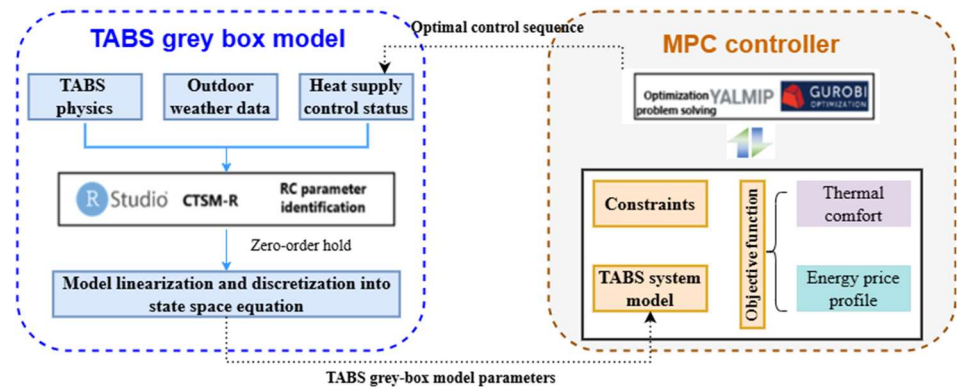 TABS grey box model
Optimal control sequence
MPC controller
TABS
physics
Outdoor
weather data
Heat supply
control status
R Studio
CTSM-R
RC parameter
identification
Zero-order hold
Model linearization and discretization into
state space equation
Optimization
problem solving
YALMIP
GUROBI
OPTIMIZATION
Constraints
TABS system
model
Objective function
Thermal
comfort
Energy price
profile
TABS grey-box model parameters